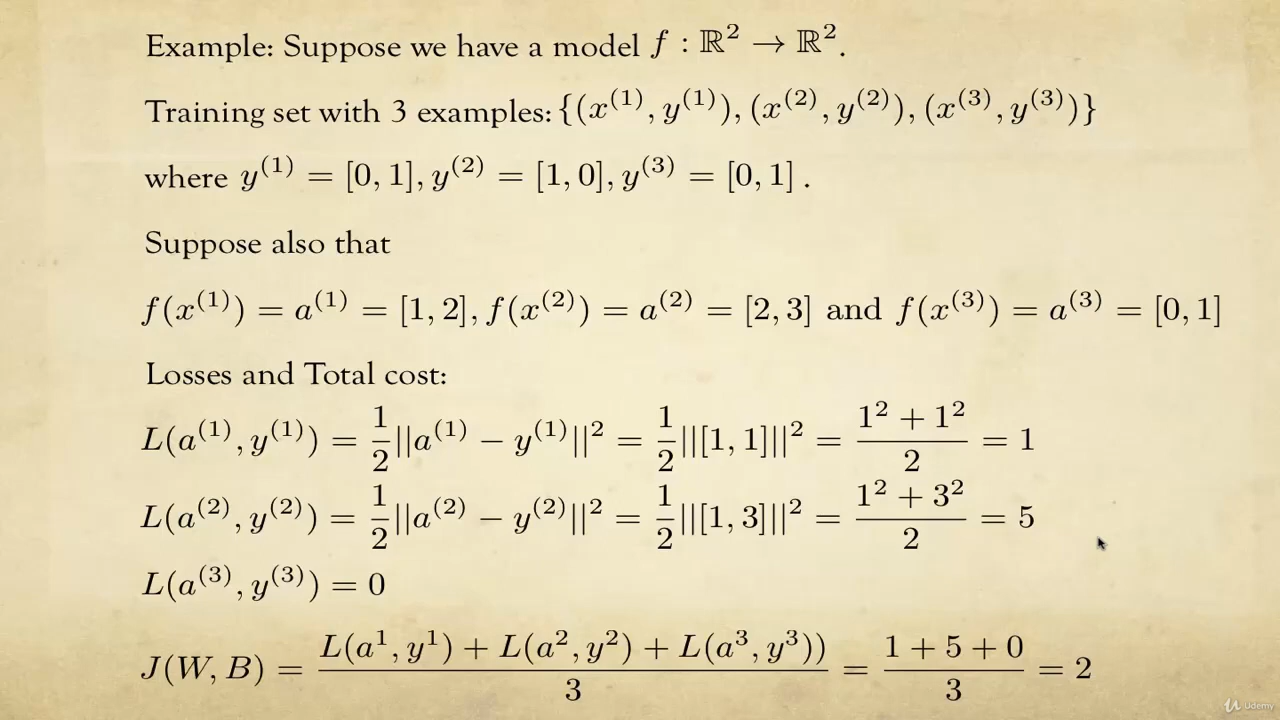 Example: Suppose we have a model f : ℝ² → ℝ².
Training set with 3 examples: {(x⁽¹⁾, y⁽¹⁾), (x⁽²⁾, y⁽²⁾), (x⁽³⁾, y⁽³⁾)}
where y⁽¹⁾ = [0, 1], y⁽²⁾ = [1, 0], y⁽³⁾ = [0, 1] .
Suppose also that
f(x⁽¹⁾) = a⁽¹⁾ = [1, 2], f(x⁽²⁾) = a⁽²⁾ = [2, 3] and f(x⁽³⁾) = a⁽³⁾ = [0, 1]
Losses and Total cost:
L(a⁽¹⁾, y⁽¹⁾) = 1/2||a⁽¹⁾ − y⁽¹⁾||² = 1/2||[1, 1]||² = (1² + 1²)/2 = 1
L(a⁽²⁾, y⁽²⁾) = 1/2||a⁽²⁾ − y⁽²⁾||² = 1/2||[1, 3]||² = (1² + 3²)/2 = 5
L(a⁽³⁾, y⁽³⁾) = 0
J(W, B) = (L(a¹, y¹) + L(a², y²) + L(a³, y³))/3 = (1 + 5 + 0)/3 = 2
Udemy